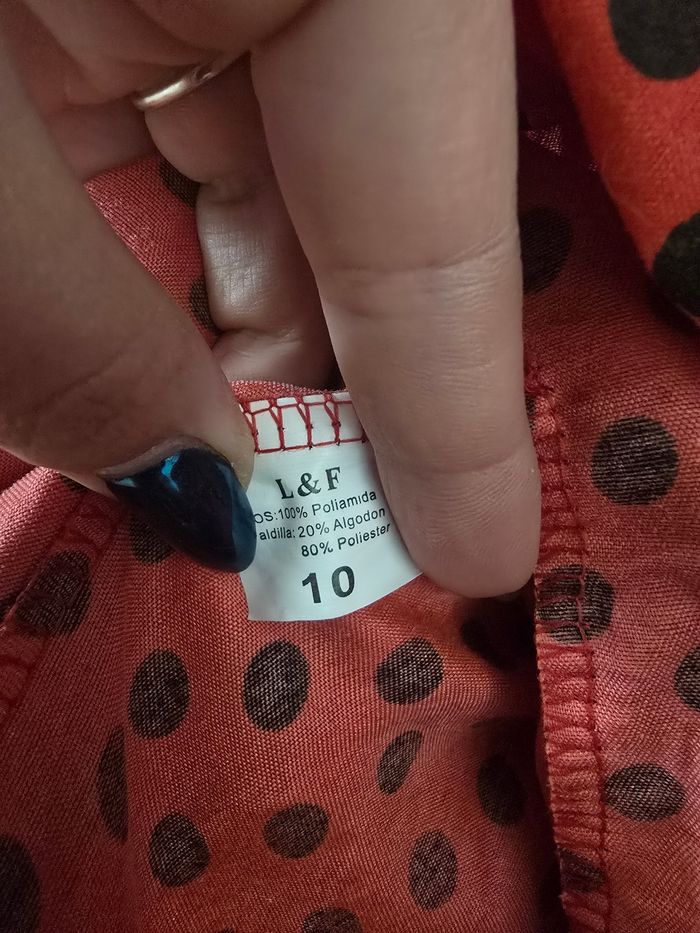 L & F
OS:100% Poliamida
aldilla: 20% Algodon
80% Poliester
10